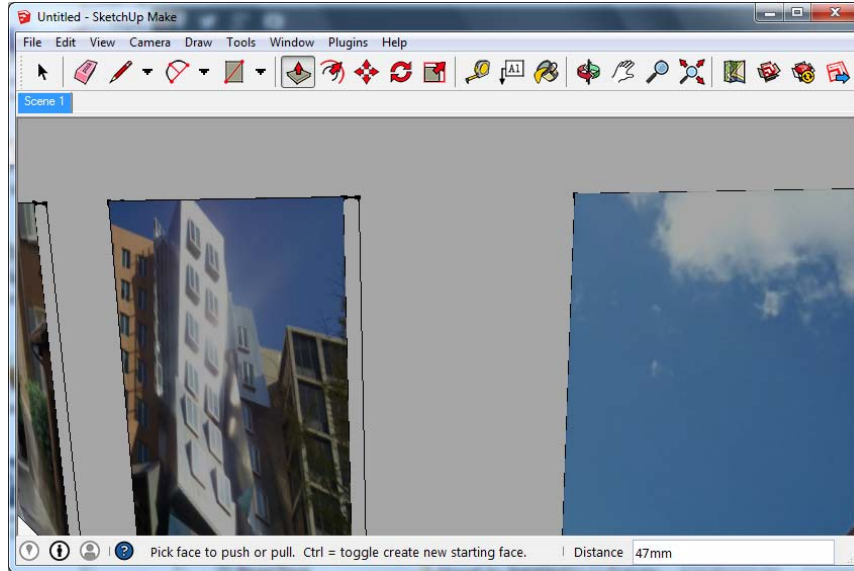 Untitled - SketchUp Make
File Edit View Camera Draw Tools Window Plugins Help
A1
Scene 1
Pick face to push or pull. Ctrl = toggle create new starting face. Distance 47mm